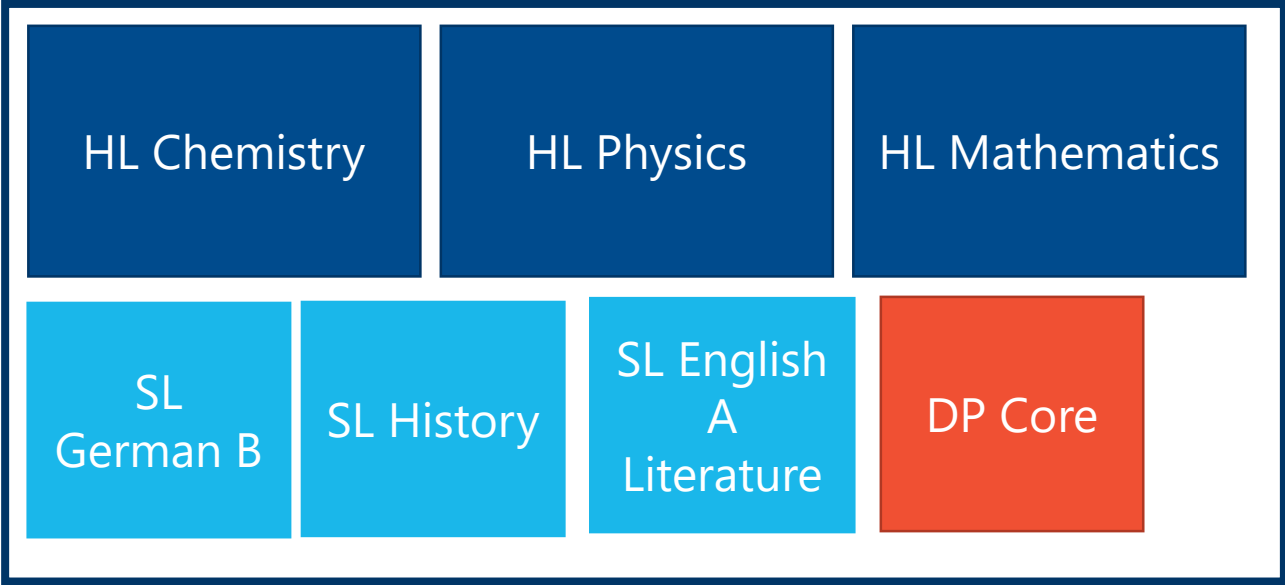 HL Chemistry
HL Physics
HL Mathematics
SL
German B
SL History
SL English
A
Literature
DP Core